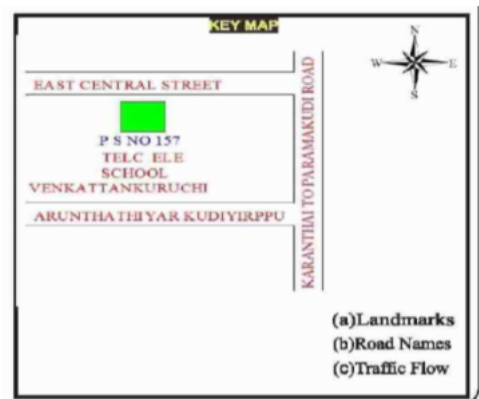 KEY MAP
N
W E
S
EAST CENTRAL STREET
P S NO 157
TELC ELE
SCHOOL
VENKATTANKURUCHI
ARUNTHATHIYAR KUDIYIRPPU
KARANTHAI TO PARAMAKUDI ROAD
(a)Landmarks
(b)Road Names
(c)Traffic Flow